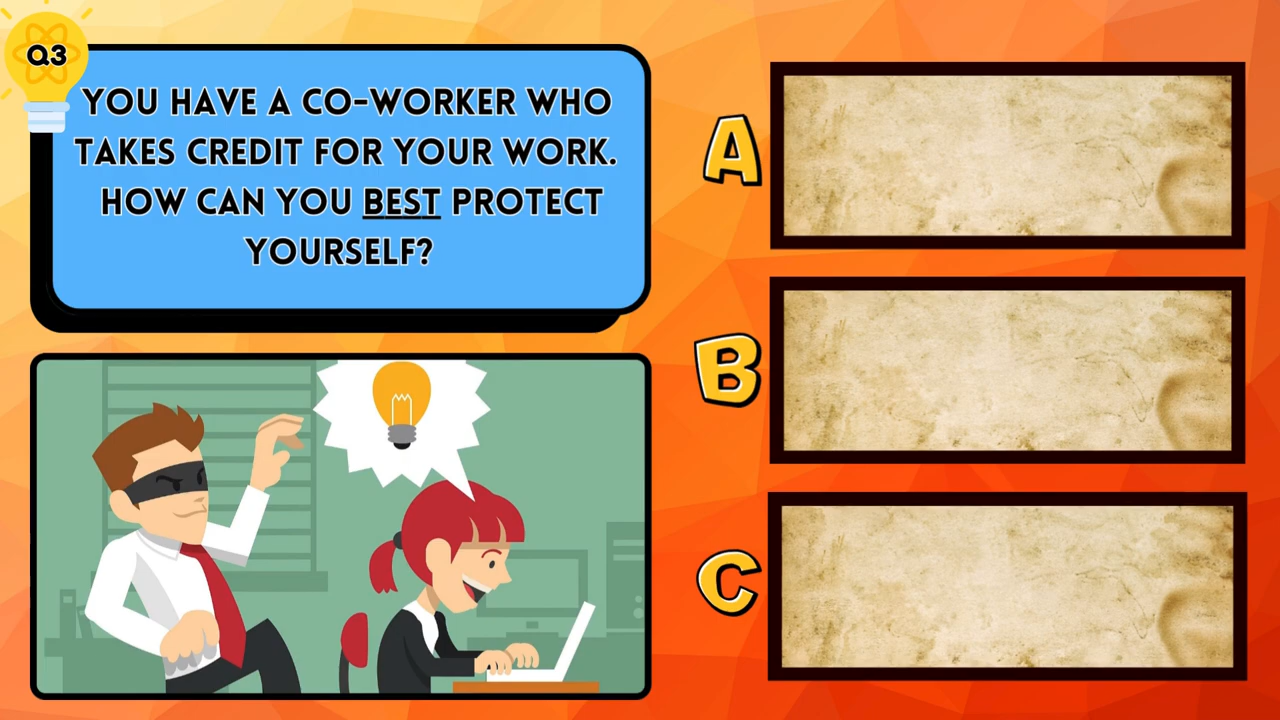 Q3
YOU HAVE A CO-WORKER WHO
TAKES CREDIT FOR YOUR WORK.
HOW CAN YOU BEST PROTECT
YOURSELF?
A
B
C